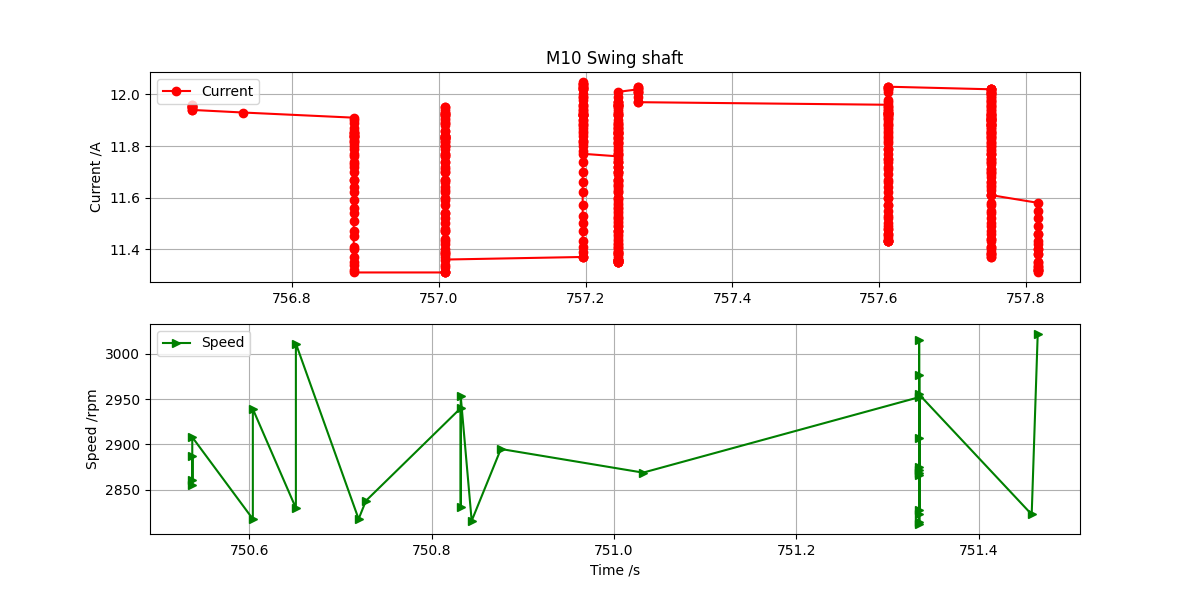 M10 Swing shaft
Current
Current /A
12.0
11.8
11.6
11.4
756.8 757.0 757.2 757.4 757.6 757.8
Speed
Speed /rpm
3000
2950
2900
2850
750.6 750.8 751.0 751.2 751.4
Time /s